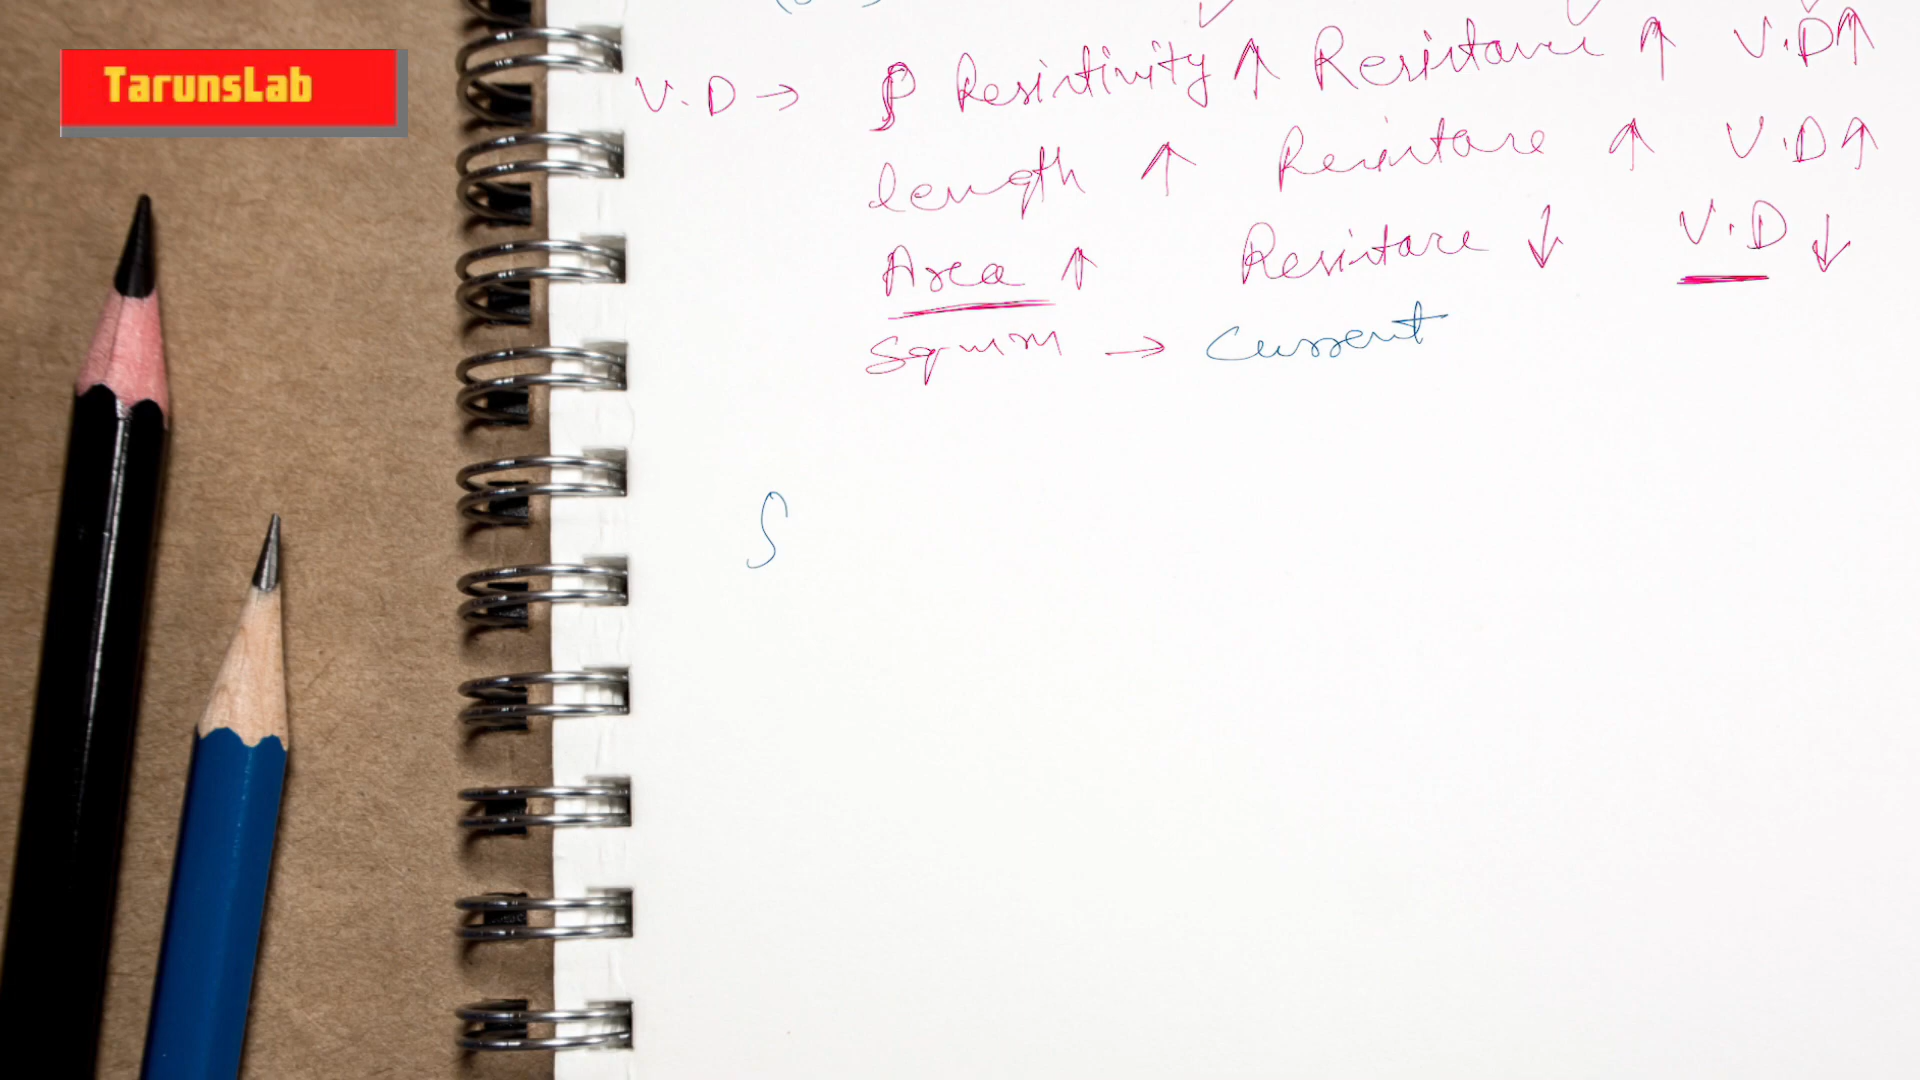 TarunsLab
V.D → ρ Resistivity ↑ Resistance ↑ V.D↑
length ↑ Resistance ↑ V.D↑
Area ↑ Resistance ↓ V.D ↓
Sqmm → Current
S